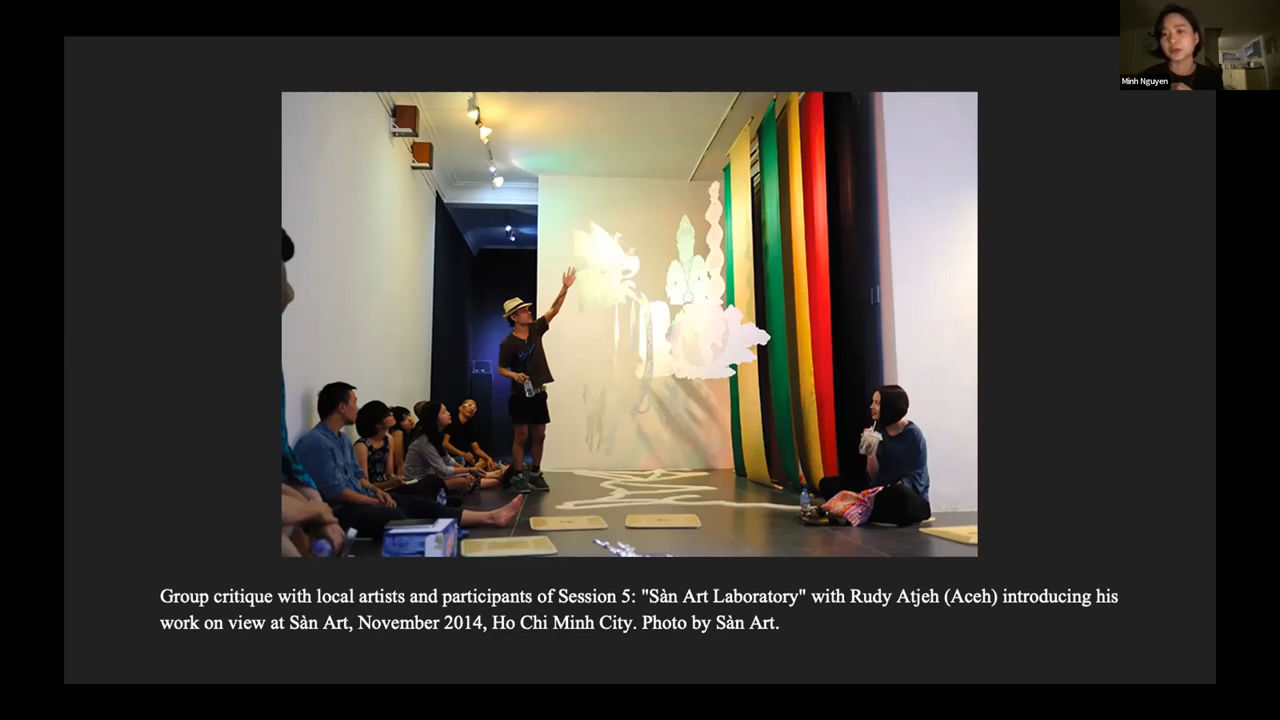 Minh Nguyen
Group critique with local artists and participants of Session 5: "Sàn Art Laboratory" with Rudy Atjeh (Aceh) introducing his
work on view at Sàn Art, November 2014, Ho Chi Minh City. Photo by Sàn Art.